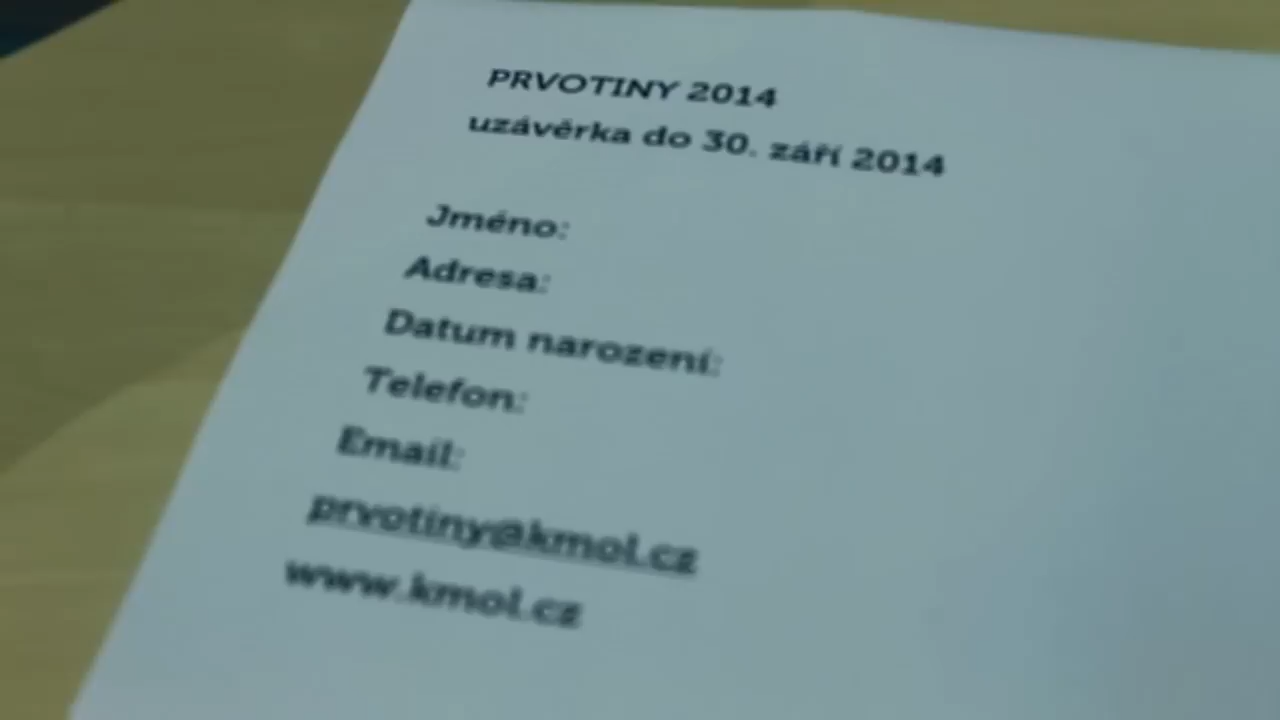 PRVOTINY 2014
uzávěrka do 30. září 2014
Jméno:
Adresa:
Datum narození:
Telefon:
Email:
prvotiny@kmol.cz
www.kmol.cz